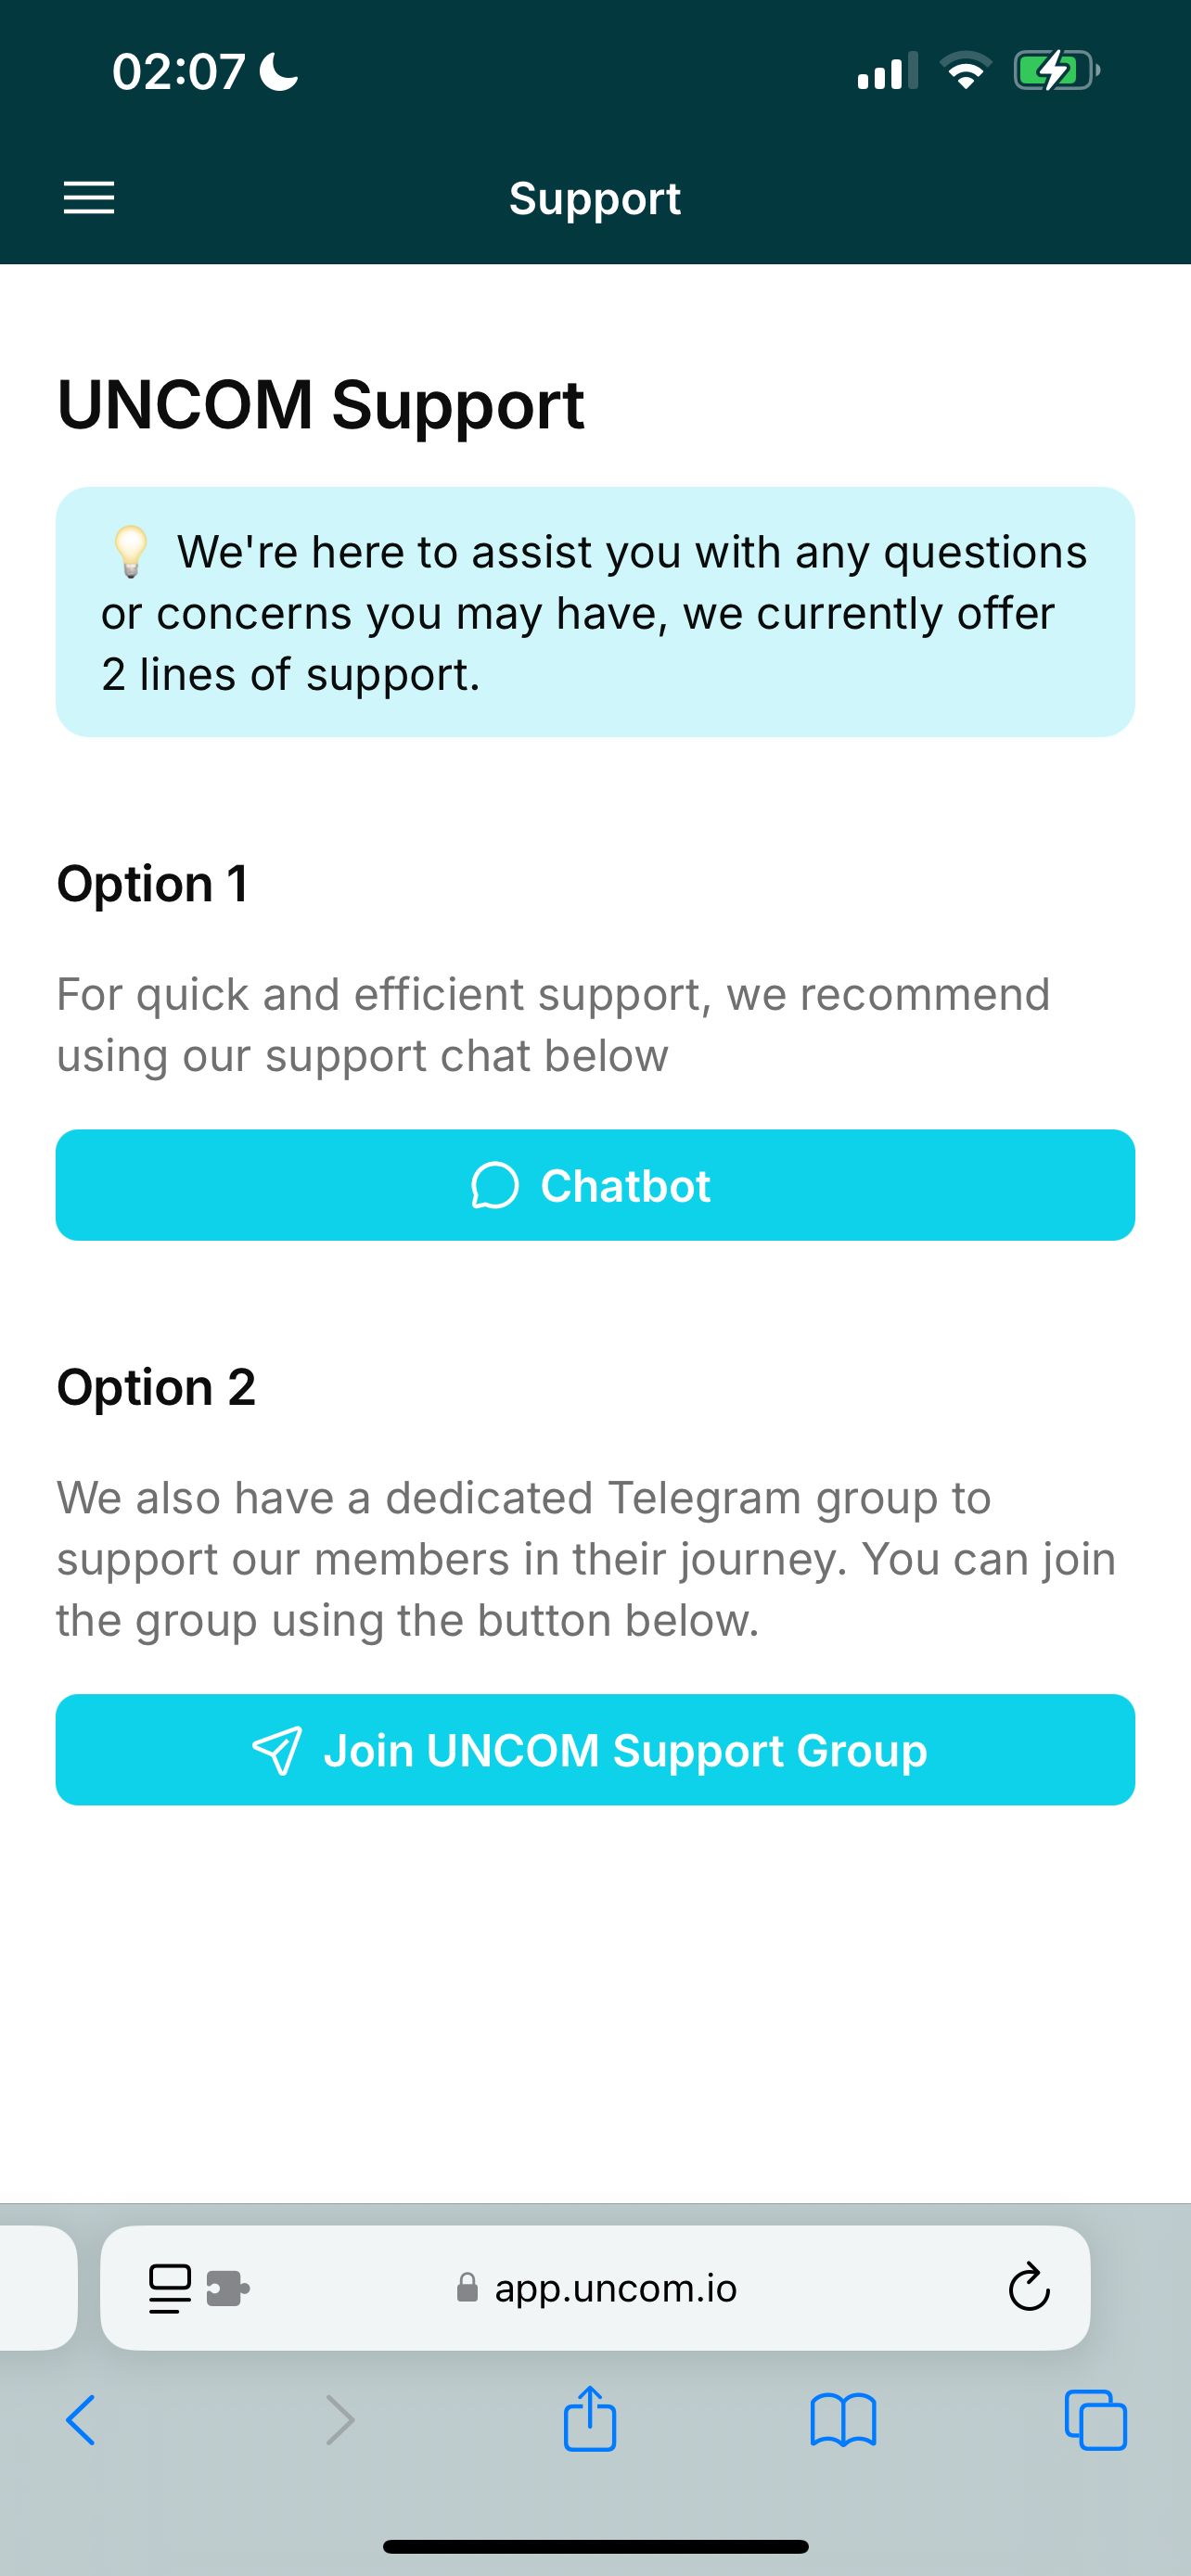 02:07
Support
UNCOM Support
💡 We're here to assist you with any questions
or concerns you may have, we currently offer
2 lines of support.
Option 1
For quick and efficient support, we recommend
using our support chat below
Chatbot
Option 2
We also have a dedicated Telegram group to
support our members in their journey. You can join
the group using the button below.
Join UNCOM Support Group
app.uncom.io